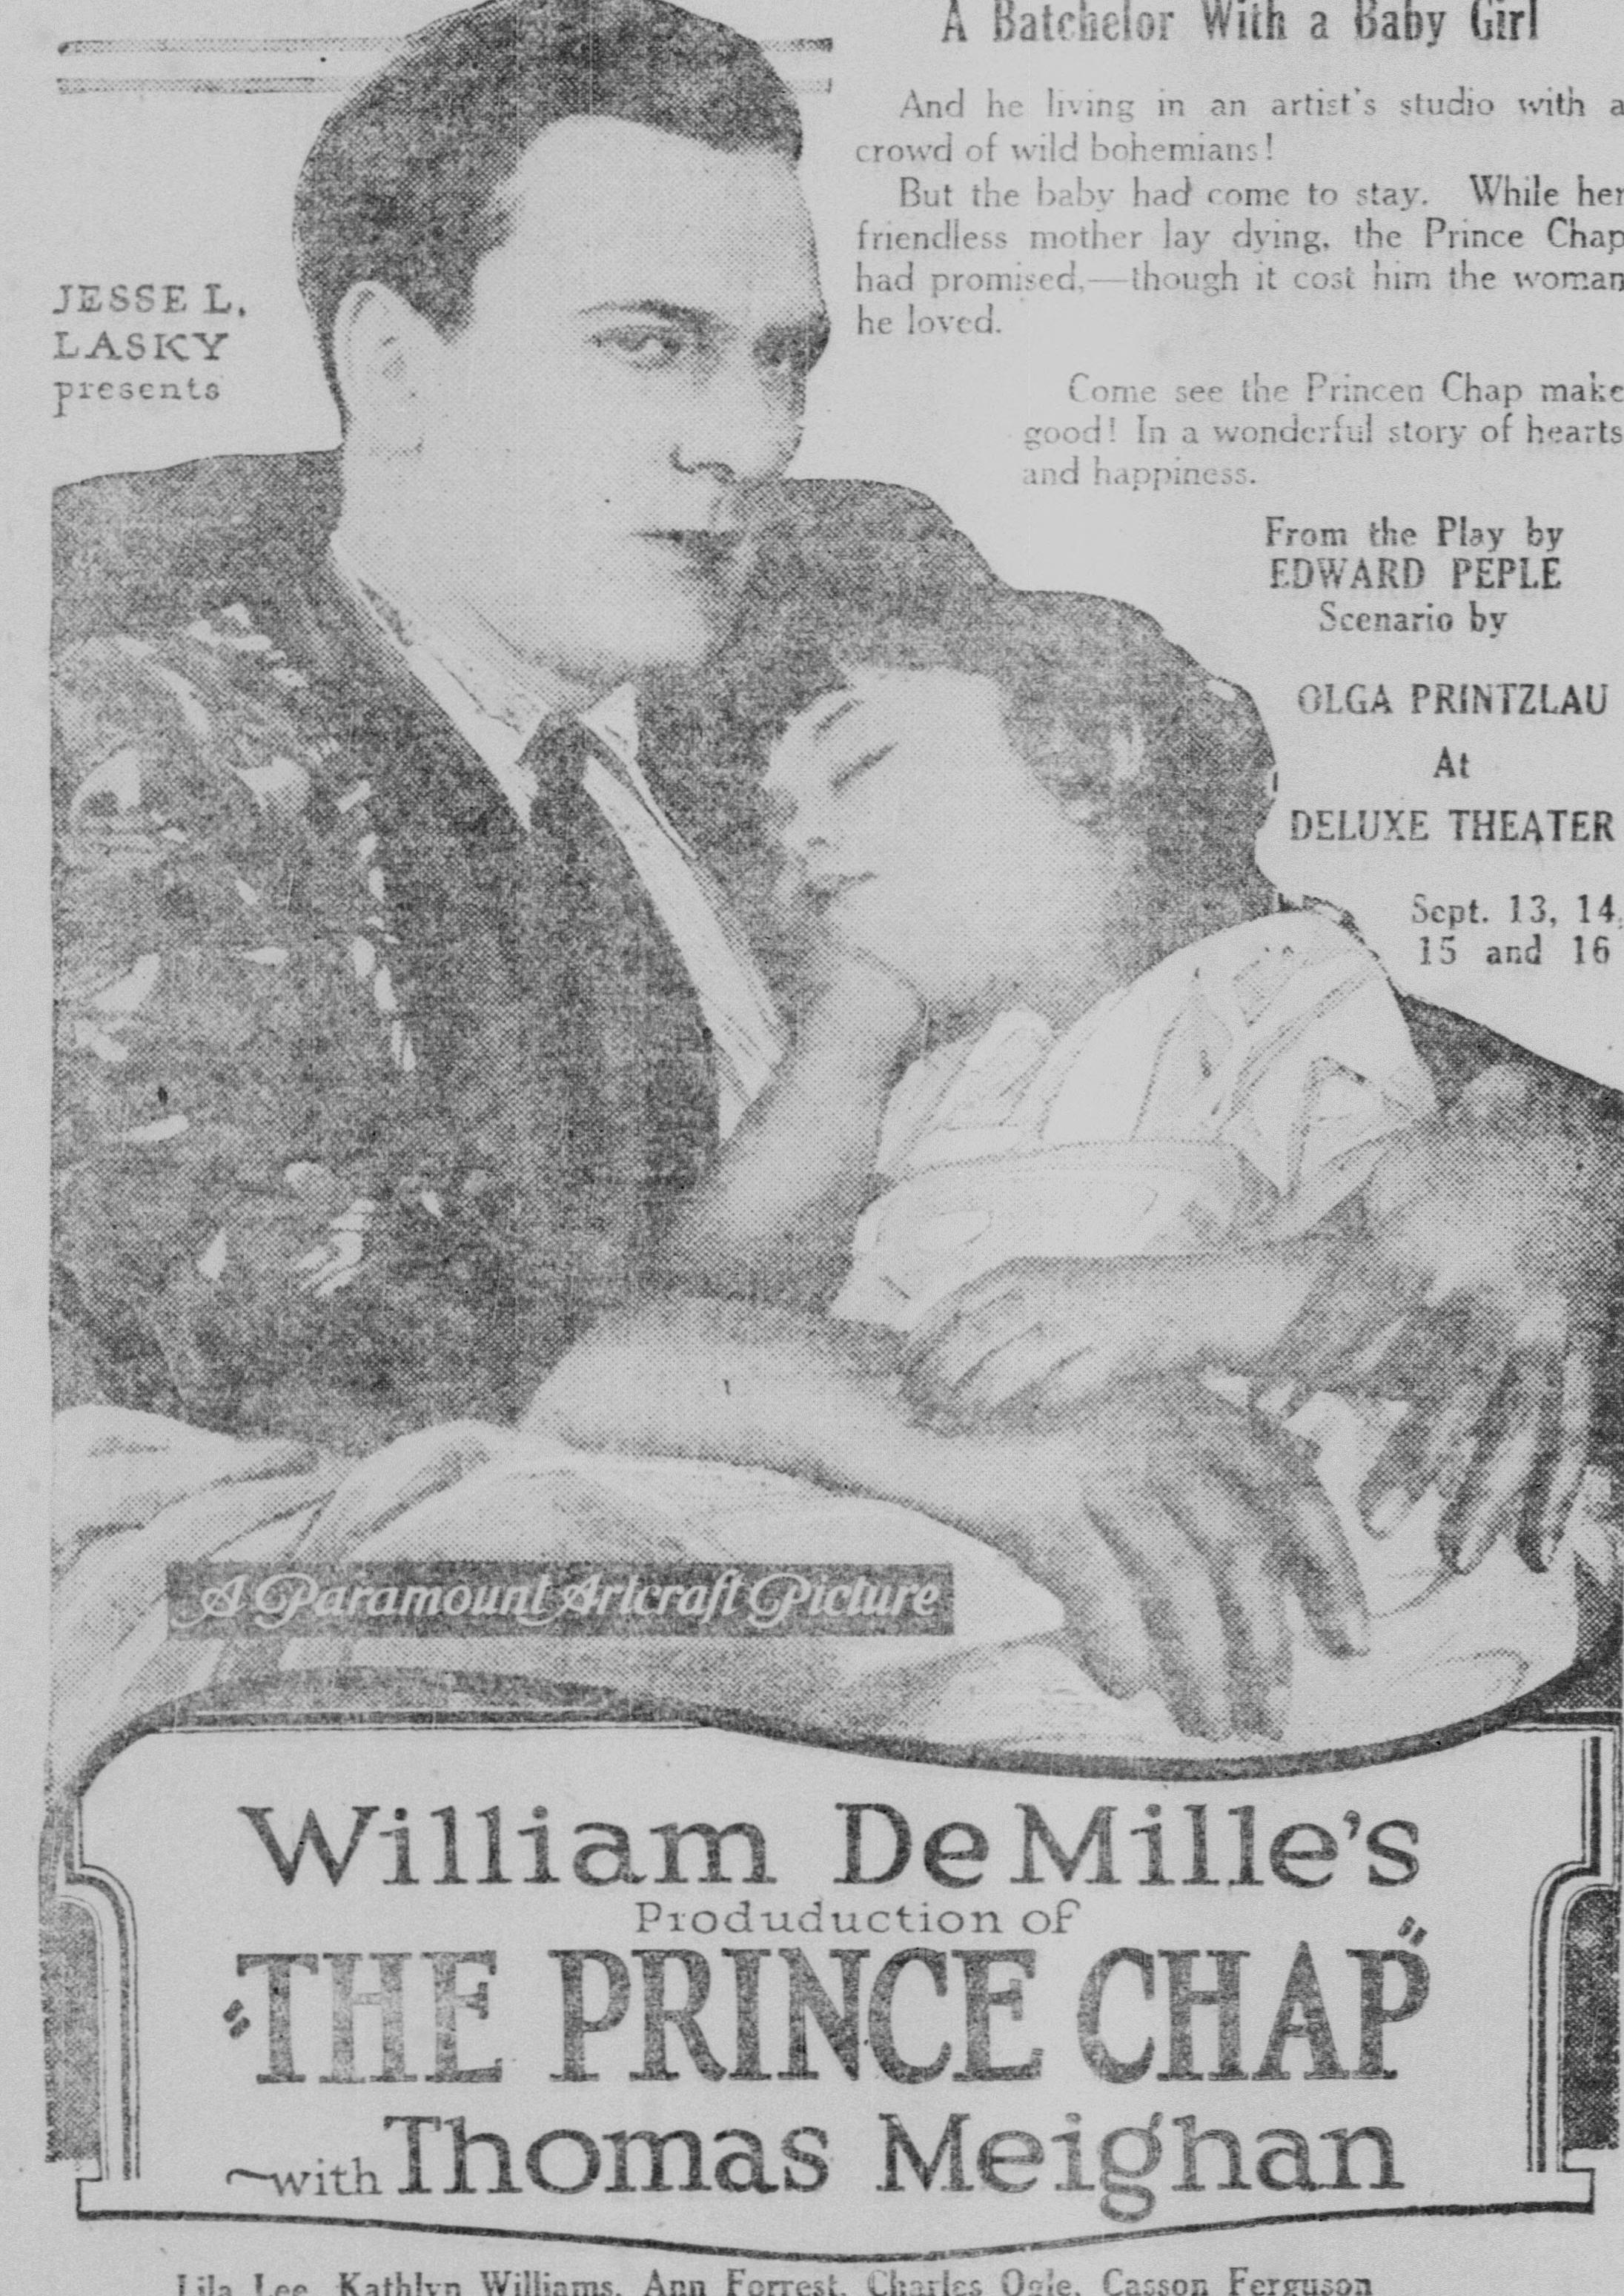 A Batchelor With a Baby Girl
And he living in an artist's studio with a
crowd of wild bohemians!
But the baby had come to stay. While her
friendless mother lay dying, the Prince Chap
had promised,—though it cost him the woman
he loved.
JESSE L.
LASKY
presents
Come see the Princen Chap make
good! In a wonderful story of hearts
and happiness.
From the Play by
EDWARD PEPLE
Scenario by
OLGA PRINTZLAU
At
DELUXE THEATER
Sept. 13, 14,
15 and 16
A Paramount Artcraft Picture
William DeMille's
Produduction of
"THE PRINCE CHAP"
~with Thomas Meighan
Lila Lee, Kathlyn Williams, Ann Forrest, Charles Ogle, Casson Ferguson